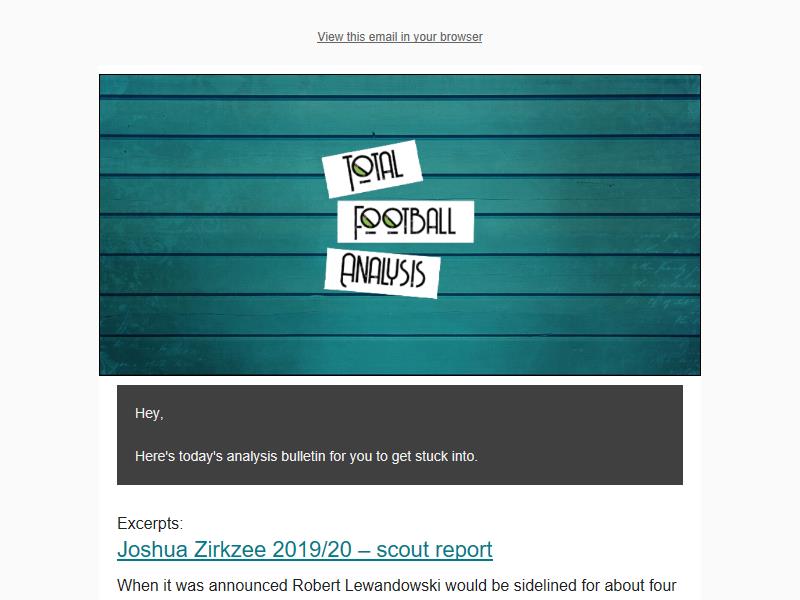 View this email in your browser
TOTAL
FOOTBALL
ANALYSIS
Hey,
Here's today's analysis bulletin for you to get stuck into.
Excerpts:
Joshua Zirkzee 2019/20 – scout report
When it was announced Robert Lewandowski would be sidelined for about four